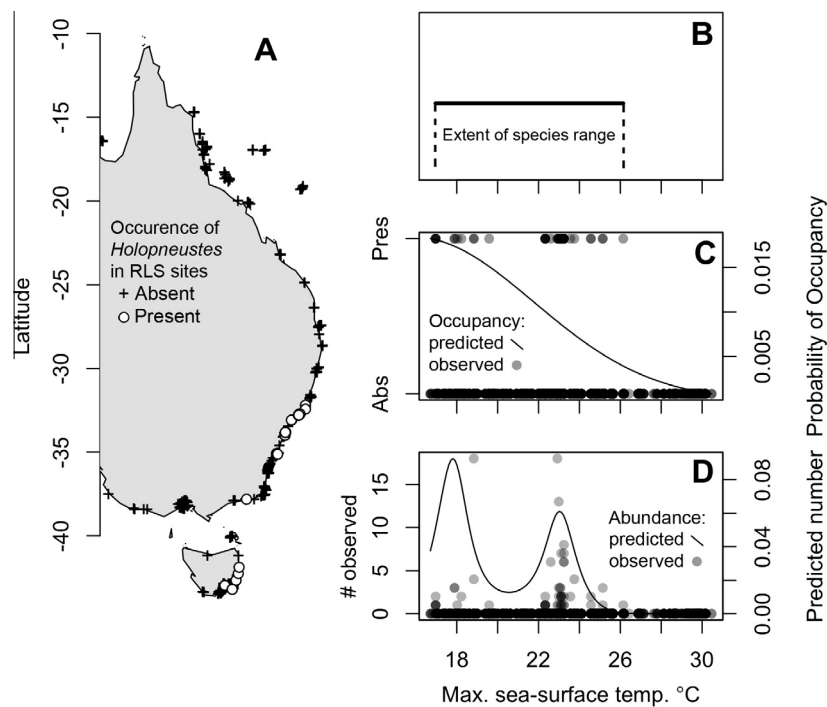 A
-10
-15
-20
-25
-30
-35
-40
Latitude
Occurence of
Holopneustes
in RLS sites
+ Absent
○ Present
B
Extent of species range
C
Pres
Abs
Occupancy:
predicted
observed
0.015
0.005
Probability of Occupancy
D
# observed
15
10
5
0
Abundance:
predicted
observed
0.08
0.04
0.00
Predicted number
18 22 26 30
Max. sea-surface temp. °C